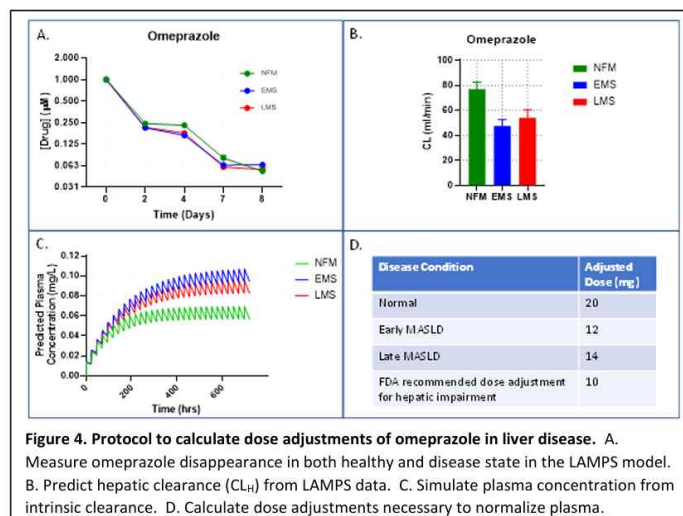 A.
Omeprazole
2.000
1.000
0.500
0.250
0.125
0.063
0.031
[Drug] (µM)
0 2 4 7 8
Time (Days)
NFM
EMS
LMS
B.
Omeprazole
100
80
60
40
20
0
CL (ml/min)
NFM EMS LMS
NFM
EMS
LMS
C.
0.12
0.10
0.08
0.06
0.04
0.02
0.00
Predicted Plasma
Concentration (mg/L)
0 200 400 600
Time (hrs)
NFM
EMS
LMS
D.
Disease Condition Adjusted
Dose (mg)
Normal 20
Early MASLD 12
Late MASLD 14
FDA recommended dose adjustment 10
for hepatic impairment
Figure 4. Protocol to calculate dose adjustments of omeprazole in liver disease. A.
Measure omeprazole disappearance in both healthy and disease state in the LAMPS model.
B. Predict hepatic clearance (CLH) from LAMPS data. C. Simulate plasma concentration from
intrinsic clearance. D. Calculate dose adjustments necessary to normalize plasma.